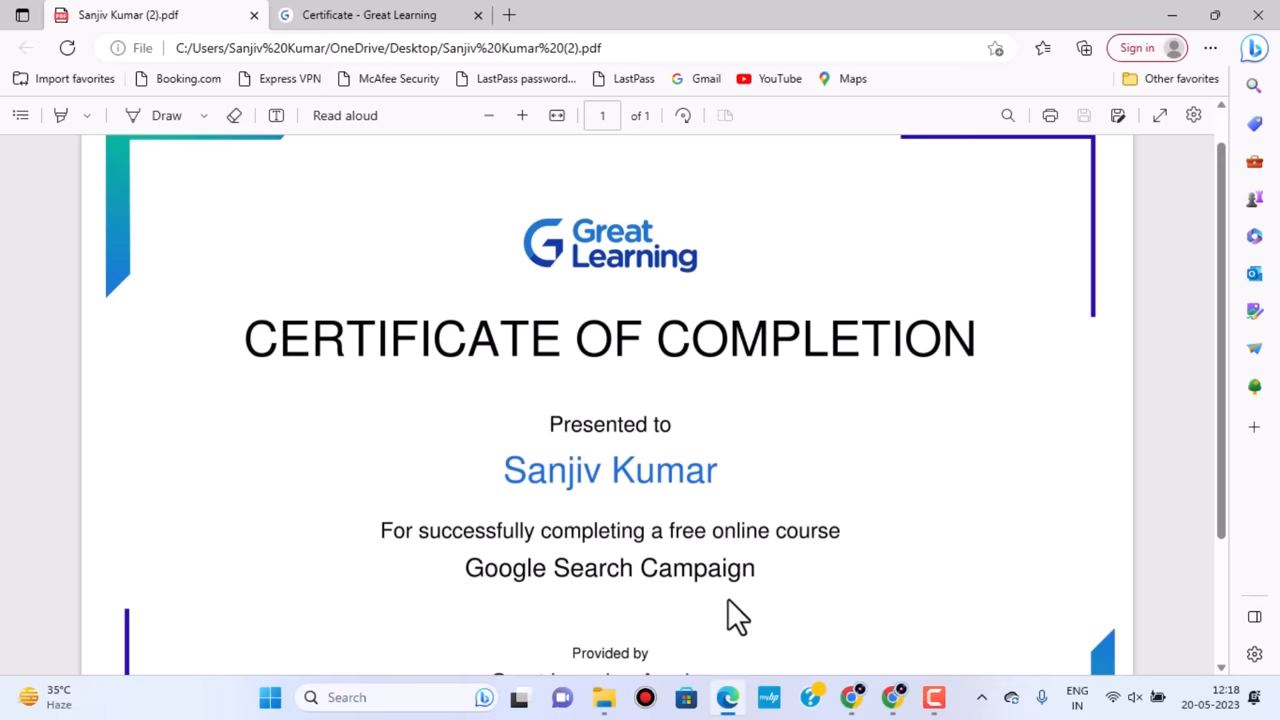 Sanjiv Kumar (2).pdf
Certificate - Great Learning
File
C:/Users/Sanjiv%20Kumar/OneDrive/Desktop/Sanjiv%20Kumar%20(2).pdf
Sign in
Import favorites
Booking.com
Express VPN
McAfee Security
LastPass password...
LastPass
Gmail
YouTube
Maps
Other favorites
Draw
Read aloud
1 of 1
Great
Learning
CERTIFICATE OF COMPLETION
Presented to
Sanjiv Kumar
For successfully completing a free online course
Google Search Campaign
Provided by
35°C
Haze
Search
ENG
IN
12:18
20-05-2023